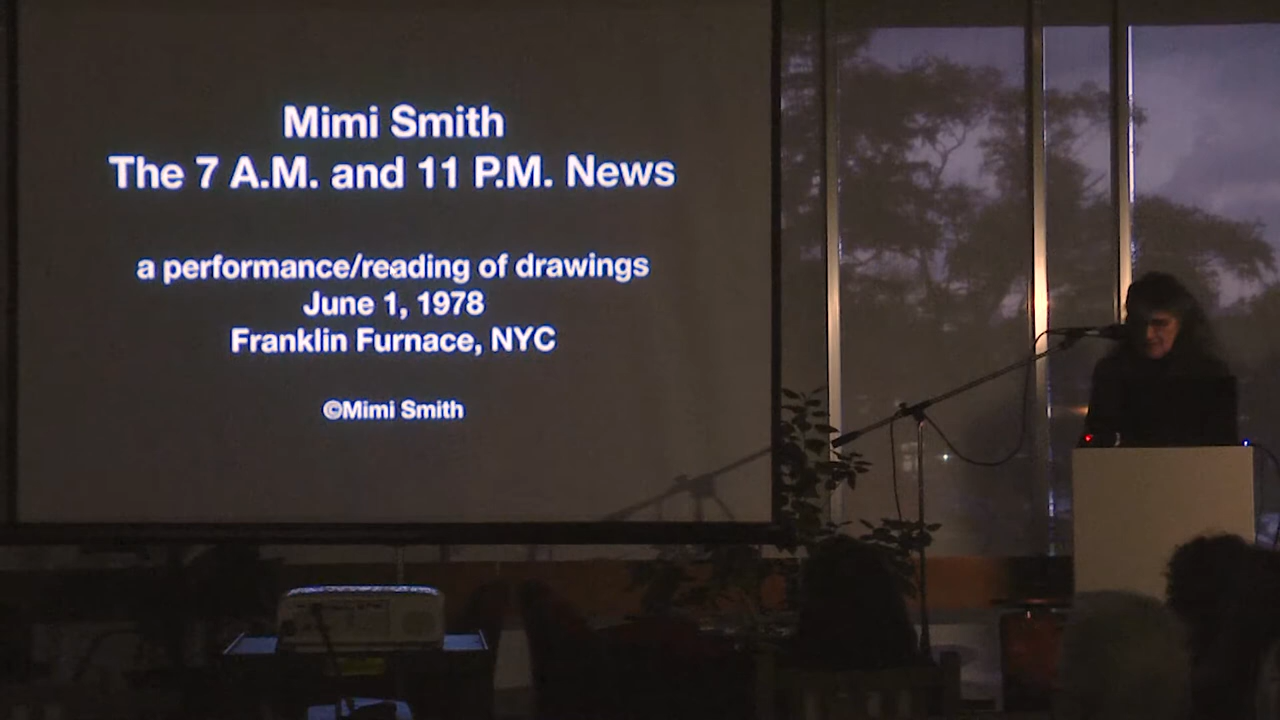 Mimi Smith
The 7 A.M. and 11 P.M. News
a performance/reading of drawings
June 1, 1978
Franklin Furnace, NYC
©Mimi Smith